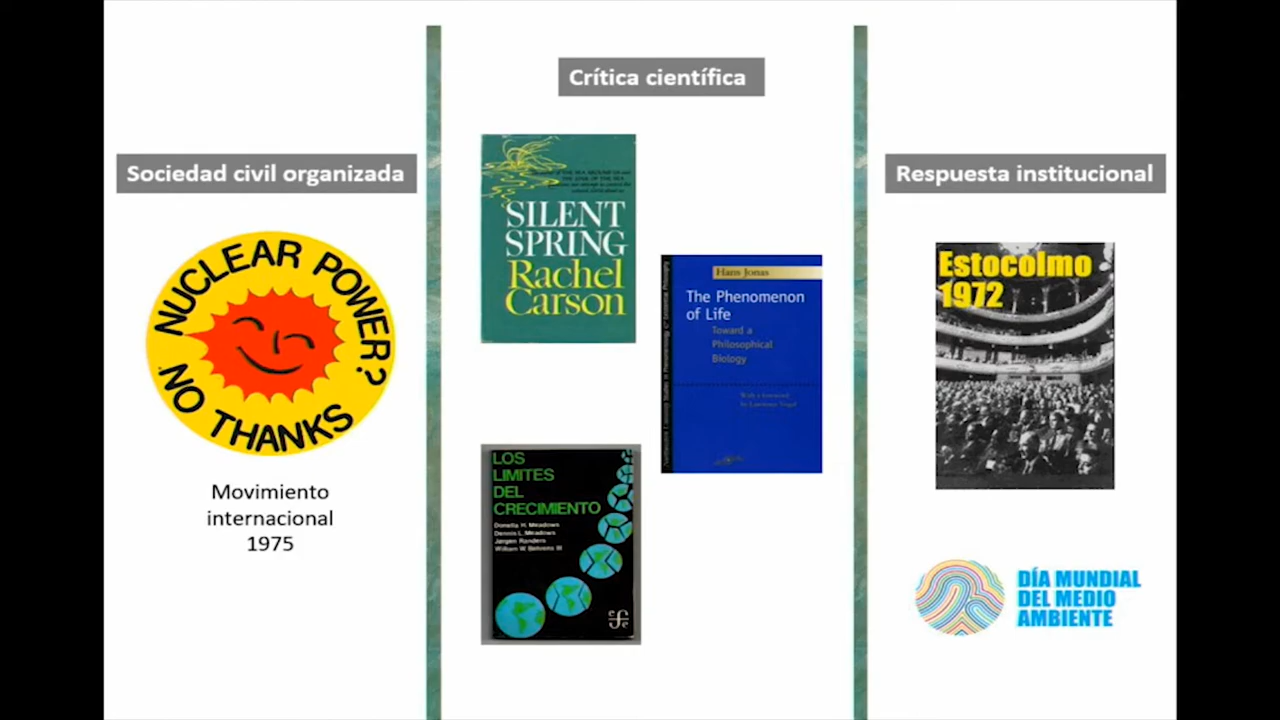 Crítica científica
Sociedad civil organizada
NUCLEAR POWER?
NO THANKS
Movimiento
internacional
1975
SILENT
SPRING
Rachel
Carson
Hans Jonas
The Phenomenon
of Life
Toward a
Philosophical
Biology
LOS
LIMITES
DEL
CRECIMIENTO
Donella H. Meadows
Dennis L. Meadows
Jørgen Randers
William W. Behrens III
Respuesta institucional
Estocolmo
1972
DÍA MUNDIAL
DEL MEDIO
AMBIENTE